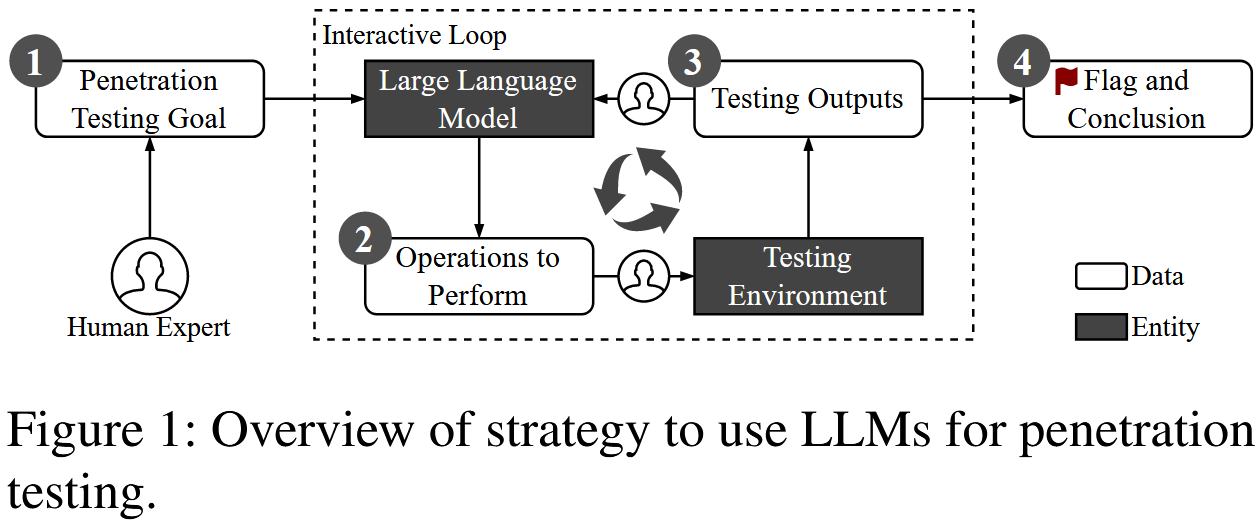 Interactive Loop
1
Penetration
Testing Goal
Large Language
Model
3
Testing Outputs
4
Flag and
Conclusion
2
Operations to
Perform
Testing
Environment
Human Expert
Data
Entity
Figure 1: Overview of strategy to use LLMs for penetration
testing.